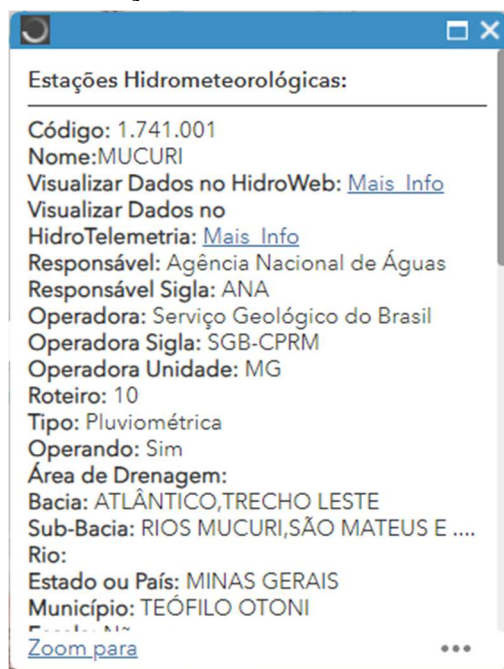 Estações Hidrometeorológicas:
Código: 1.741.001
Nome:MUCURI
Visualizar Dados no HidroWeb: Mais_Info
Visualizar Dados no
HidroTelemetria: Mais_Info
Responsável: Agência Nacional de Águas
Responsável Sigla: ANA
Operadora: Serviço Geológico do Brasil
Operadora Sigla: SGB-CPRM
Operadora Unidade: MG
Roteiro: 10
Tipo: Pluviométrica
Operando: Sim
Área de Drenagem:
Bacia: ATLÂNTICO,TRECHO LESTE
Sub-Bacia: RIOS MUCURI,SÃO MATEUS E ....
Rio:
Estado ou País: MINAS GERAIS
Município: TEÓFILO OTONI
Zoom para